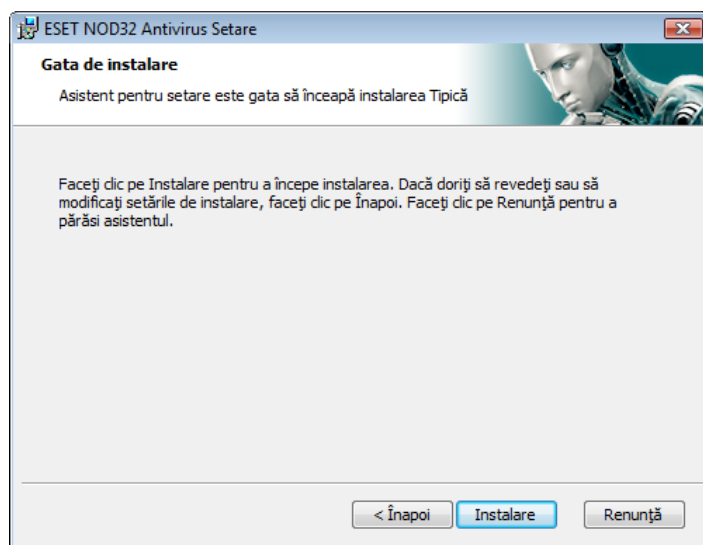 ESET NOD32 Antivirus Setare
Gata de instalare
Asistent pentru setare este gata să înceapă instalarea Tipică
Faceţi clic pe Instalare pentru a începe instalarea. Dacă doriţi să revedeţi sau să
modificaţi setările de instalare, faceţi clic pe Înapoi. Faceţi clic pe Renunţă pentru a
părăsi asistentul.
< Înapoi Instalare Renunţă